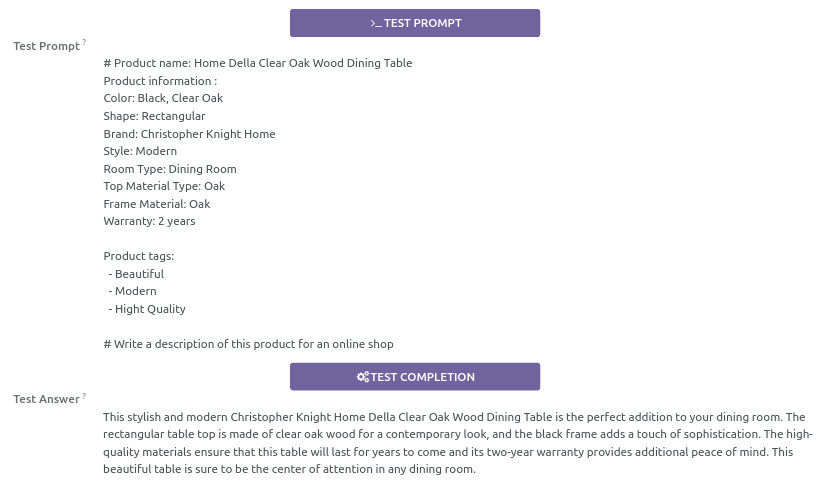 >_ TEST PROMPT
Test Prompt ?
# Product name: Home Della Clear Oak Wood Dining Table
Product information :
Color: Black, Clear Oak
Shape: Rectangular
Brand: Christopher Knight Home
Style: Modern
Room Type: Dining Room
Top Material Type: Oak
Frame Material: Oak
Warranty: 2 years
Product tags:
- Beautiful
- Modern
- Hight Quality
# Write a description of this product for an online shop
TEST COMPLETION
Test Answer ?
This stylish and modern Christopher Knight Home Della Clear Oak Wood Dining Table is the perfect addition to your dining room. The
rectangular table top is made of clear oak wood for a contemporary look, and the black frame adds a touch of sophistication. The high-
quality materials ensure that this table will last for years to come and its two-year warranty provides additional peace of mind. This
beautiful table is sure to be the center of attention in any dining room.